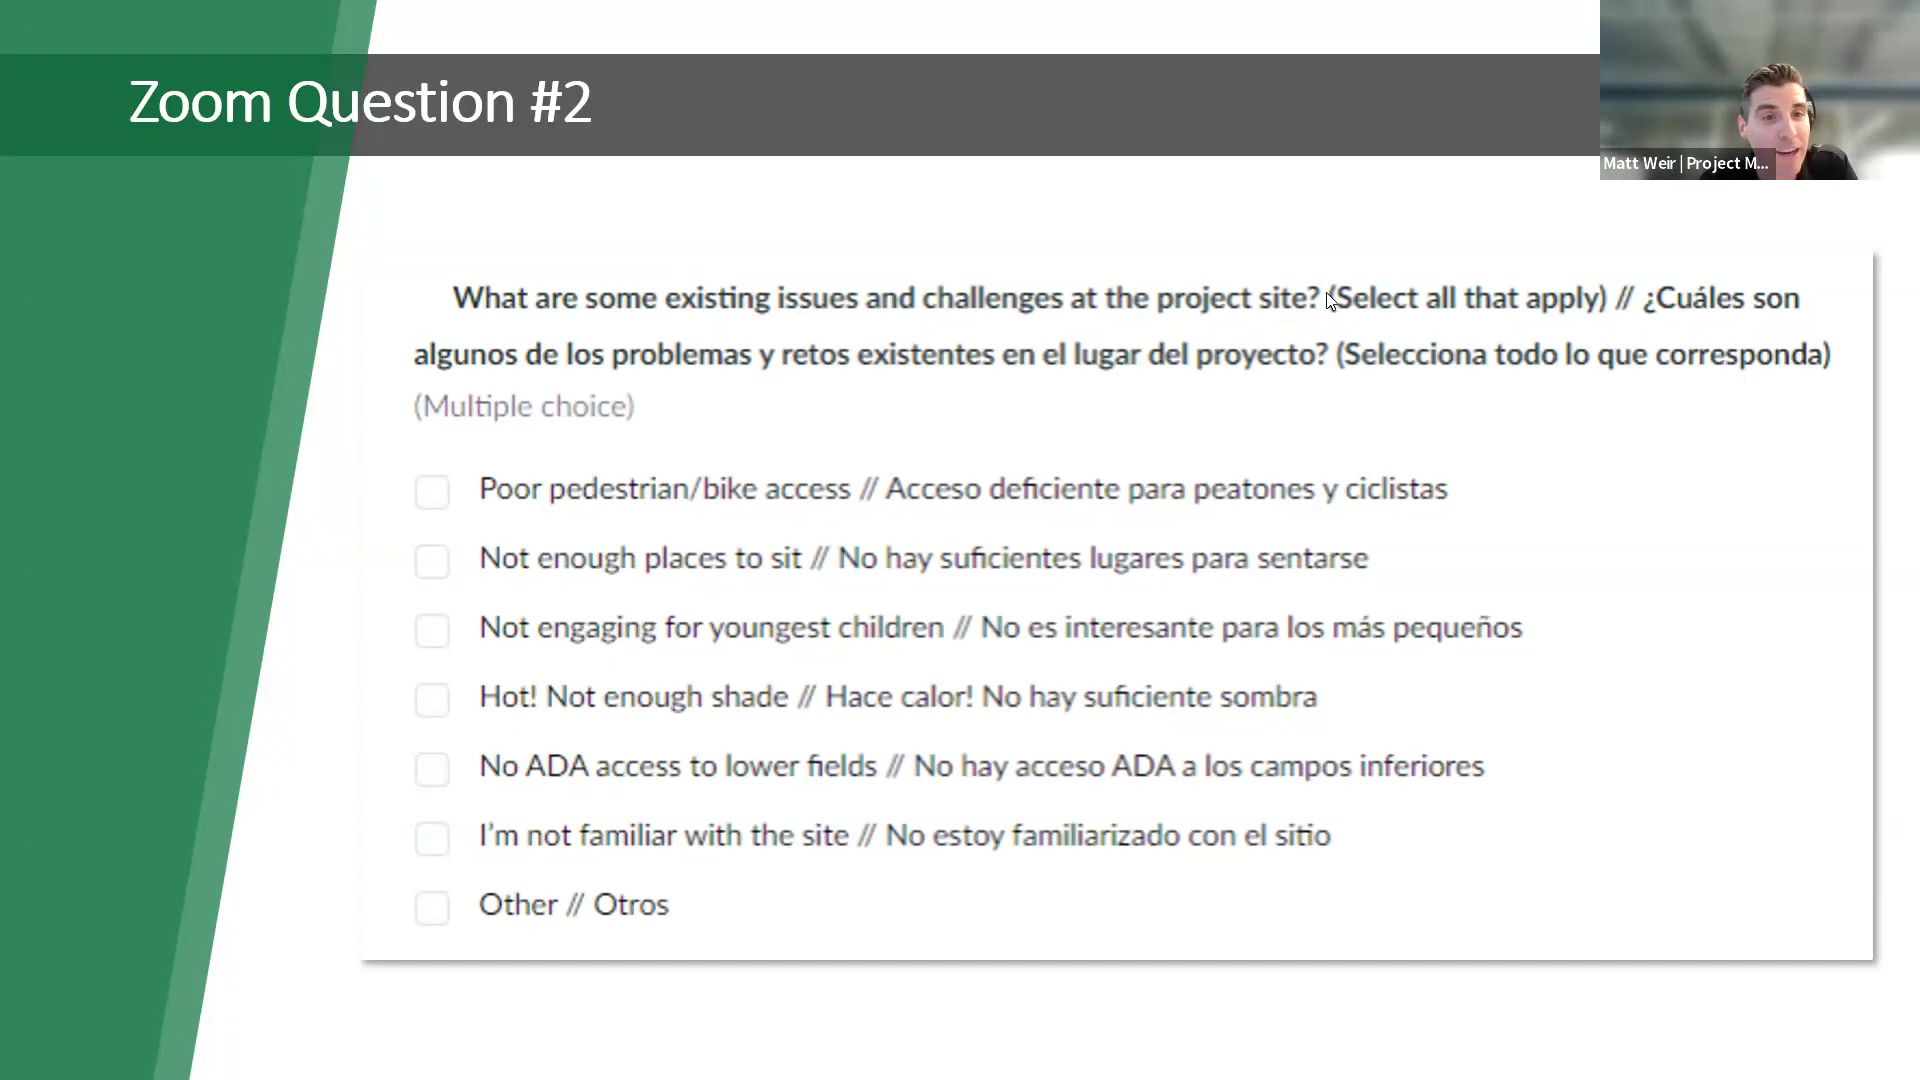 Zoom Question #2
Matt Weir | Project M...
What are some existing issues and challenges at the project site? (Select all that apply) // ¿Cuáles son
algunos de los problemas y retos existentes en el lugar del proyecto? (Selecciona todo lo que corresponda)
(Multiple choice)
Poor pedestrian/bike access // Acceso deficiente para peatones y ciclistas
Not enough places to sit // No hay suficientes lugares para sentarse
Not engaging for youngest children // No es interesante para los más pequeños
Hot! Not enough shade // Hace calor! No hay suficiente sombra
No ADA access to lower fields // No hay acceso ADA a los campos inferiores
I'm not familiar with the site // No estoy familiarizado con el sitio
Other // Otros